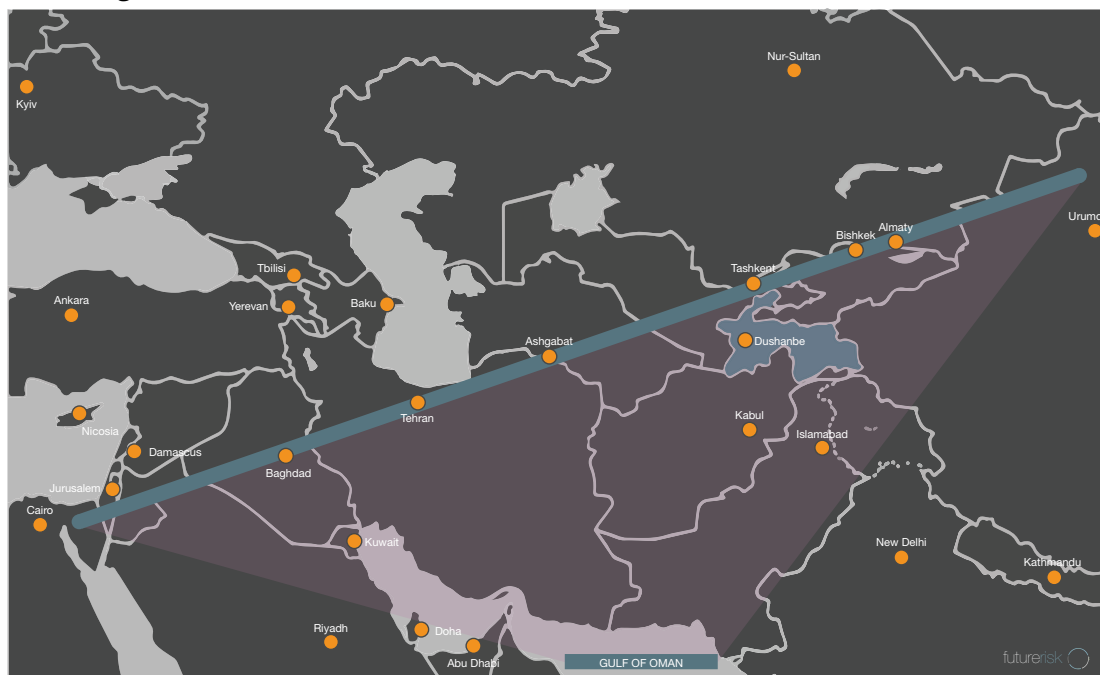 Nur-Sultan
Kyiv
Urumq
Bishkek
Almaty
Tbilisi
Tashkent
Ankara
Yerevan
Baku
Ashgabat
Dushanbe
Tehran
Kabul
Nicosia
Islamabad
Damascus
Baghdad
Jurusalem
Cairo
Kuwait
New Delhi
Kathmandu
Riyadh
Doha
Abu Dhabi
GULF OF OMAN
futurerisk